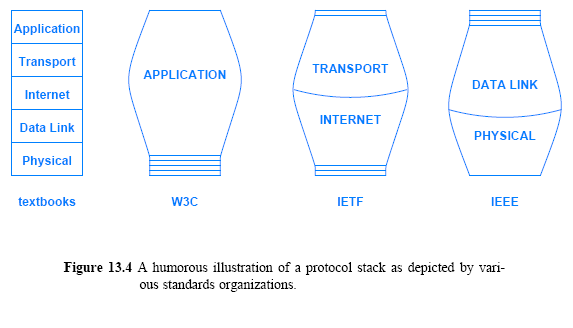 Application
Transport
Internet
Data Link
Physical
textbooks
APPLICATION
W3C
TRANSPORT
INTERNET
IETF
DATA LINK
PHYSICAL
IEEE
Figure 13.4 A humorous illustration of a protocol stack as depicted by vari-
ous standards organizations.